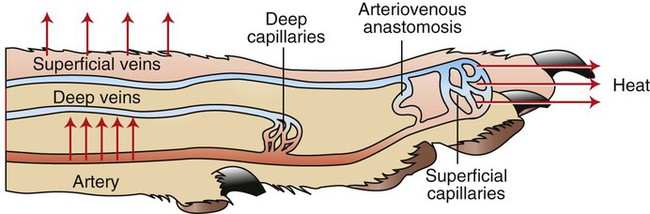 Deep
capillaries
Arteriovenous
anastomosis
Superficial veins
Deep veins
Heat
Artery
Superficial
capillaries